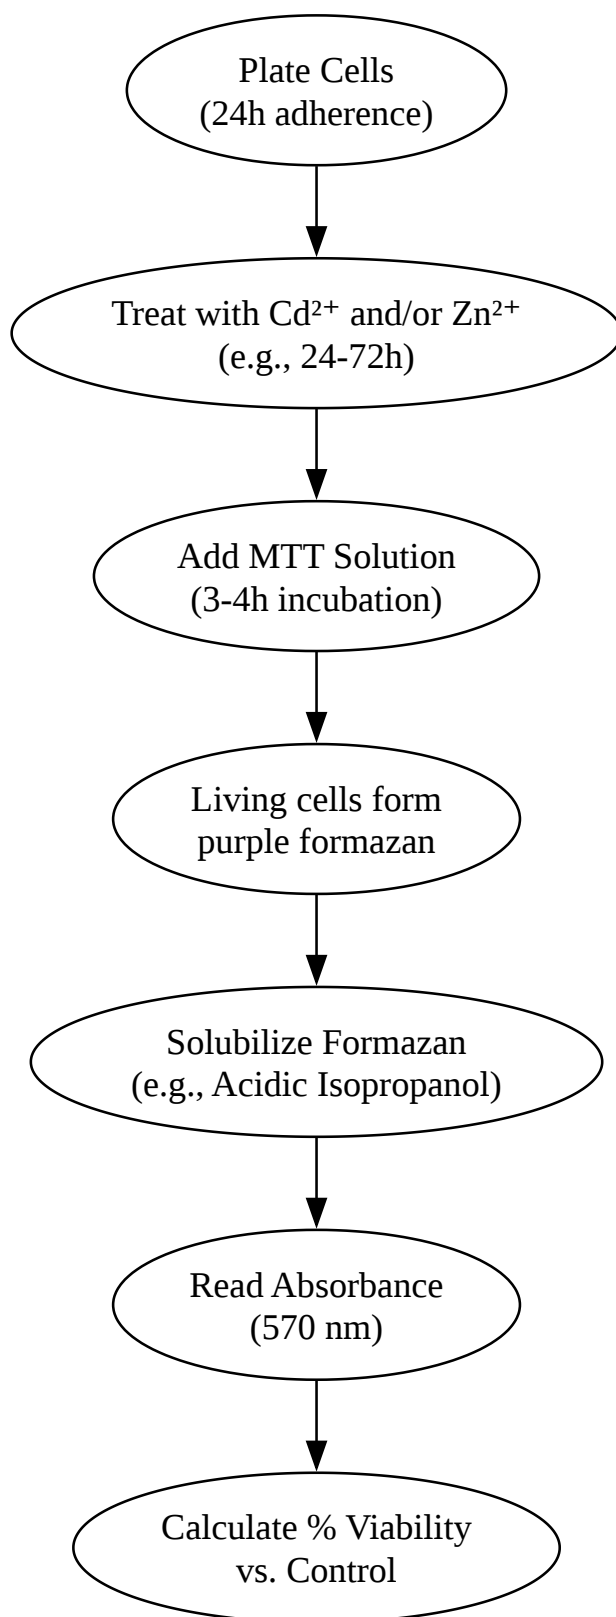 Plate Cells
(24h adherence)
Treat with Cd²⁺ and/or Zn²⁺
(e.g., 24-72h)
Add MTT Solution
(3-4h incubation)
Living cells form
purple formazan
Solubilize Formazan
(e.g., Acidic Isopropanol)
Read Absorbance
(570 nm)
Calculate % Viability
vs. Control